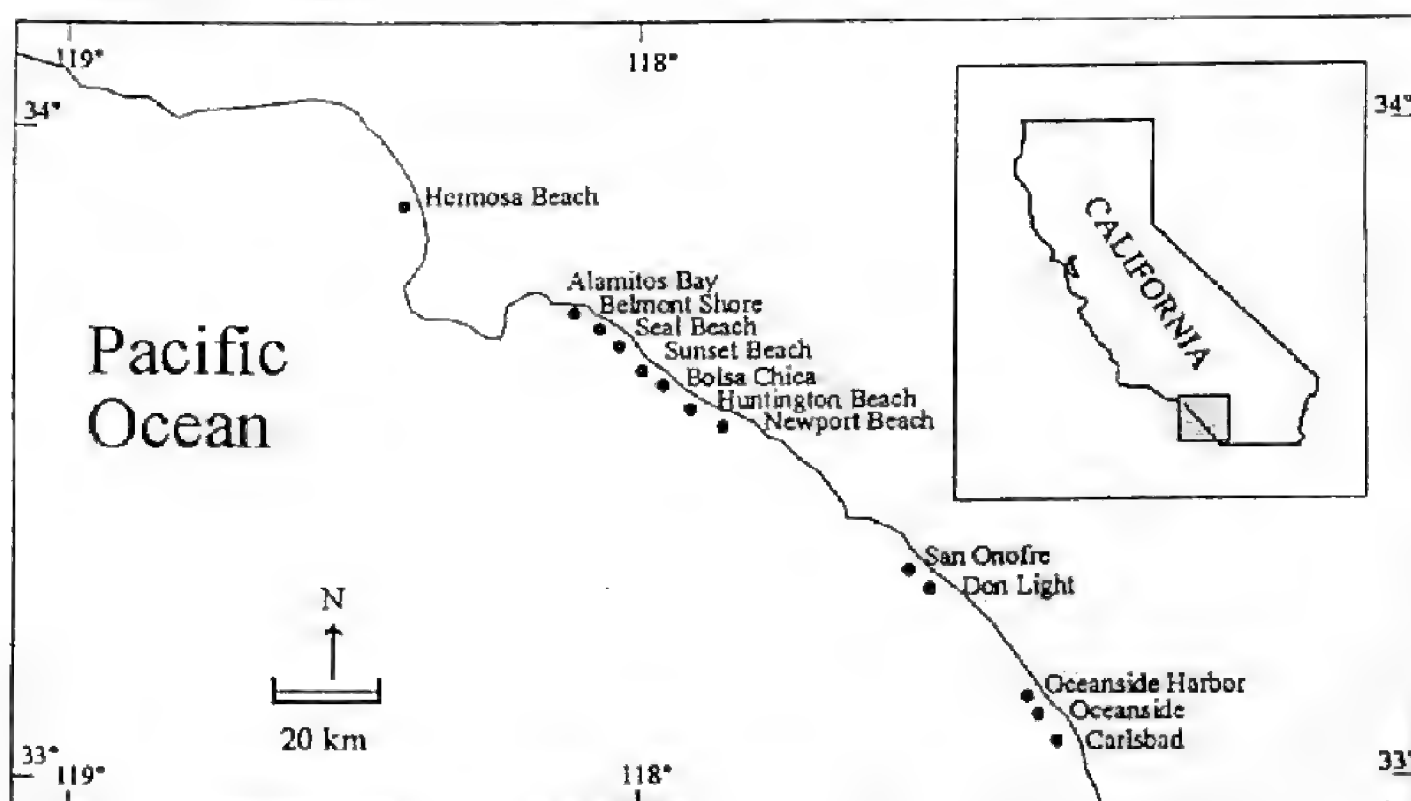 119°
118°
34°
34°
Hermosa Beach
CALIFORNIA
Alamitos Bay
Belmont Shore
Seal Beach
Sunset Beach
Bolsa Chica
Huntington Beach
Newport Beach
Pacific
Ocean
San Onofre
Don Light
N
Oceanside Harbor
Oceanside
Carlsbad
20 km
33°
33°
119°
118°